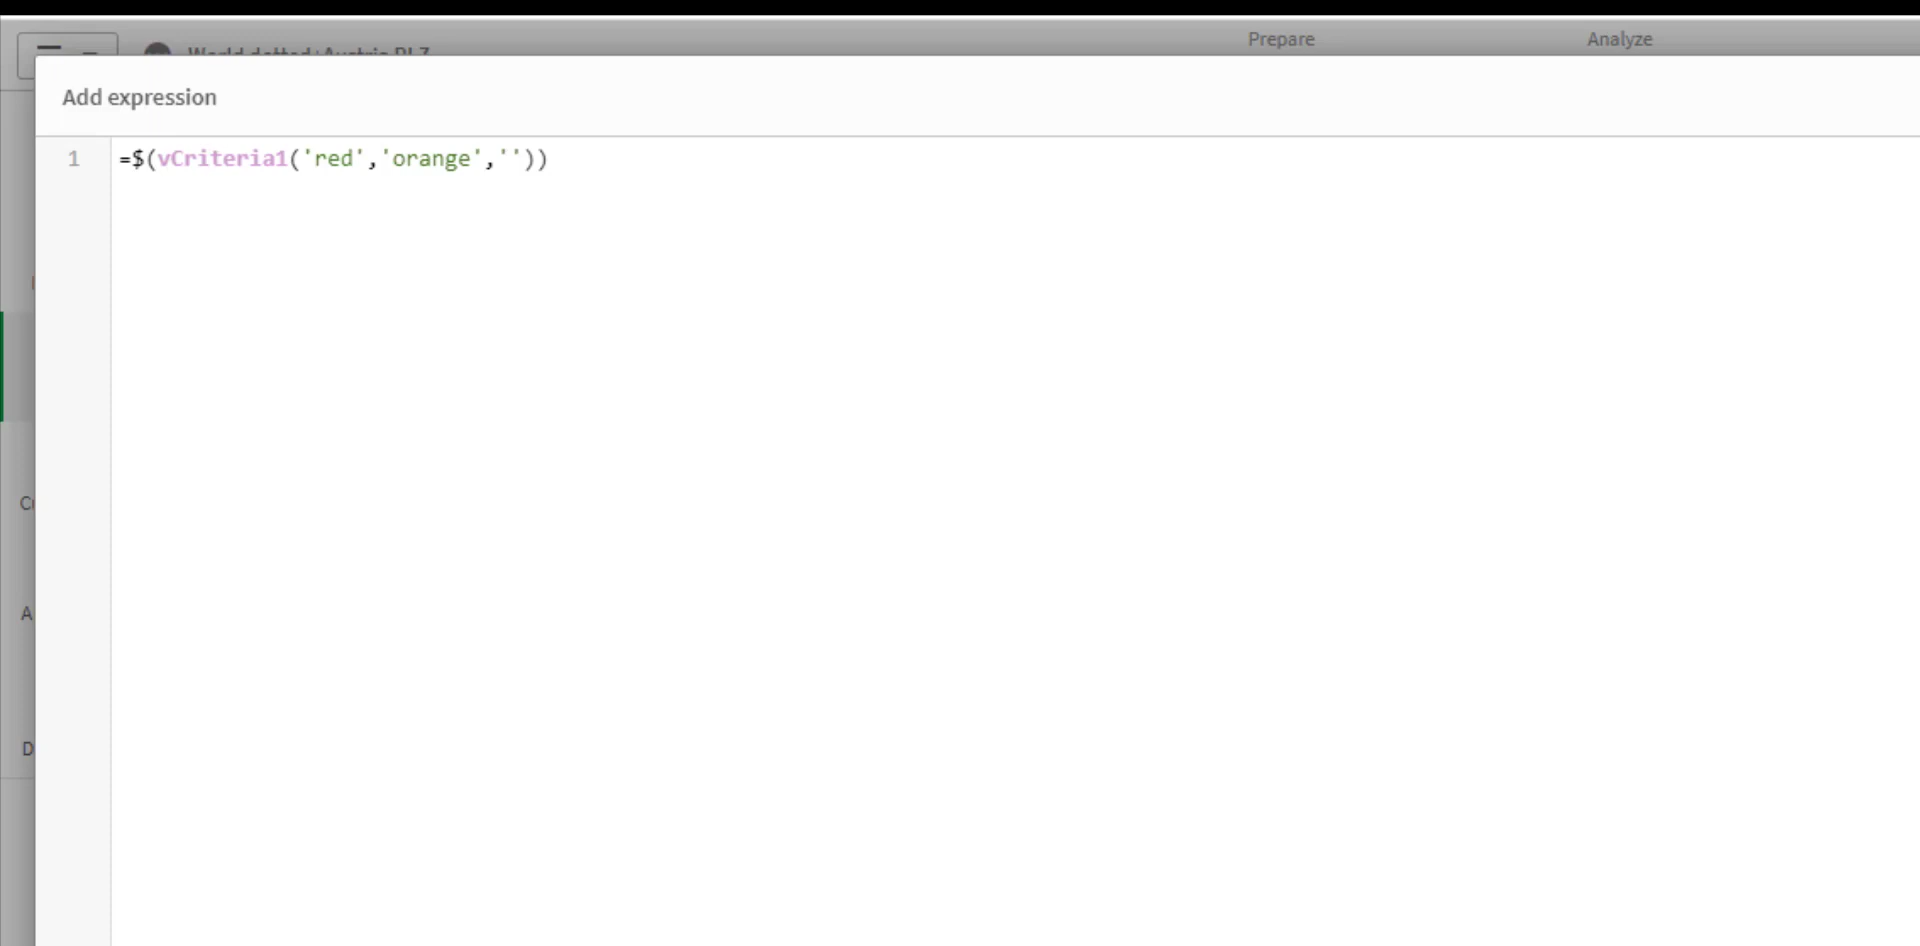 Prepare
Analyze
Add expression
1
=$(vCriteria1('red','orange',''))
A
D